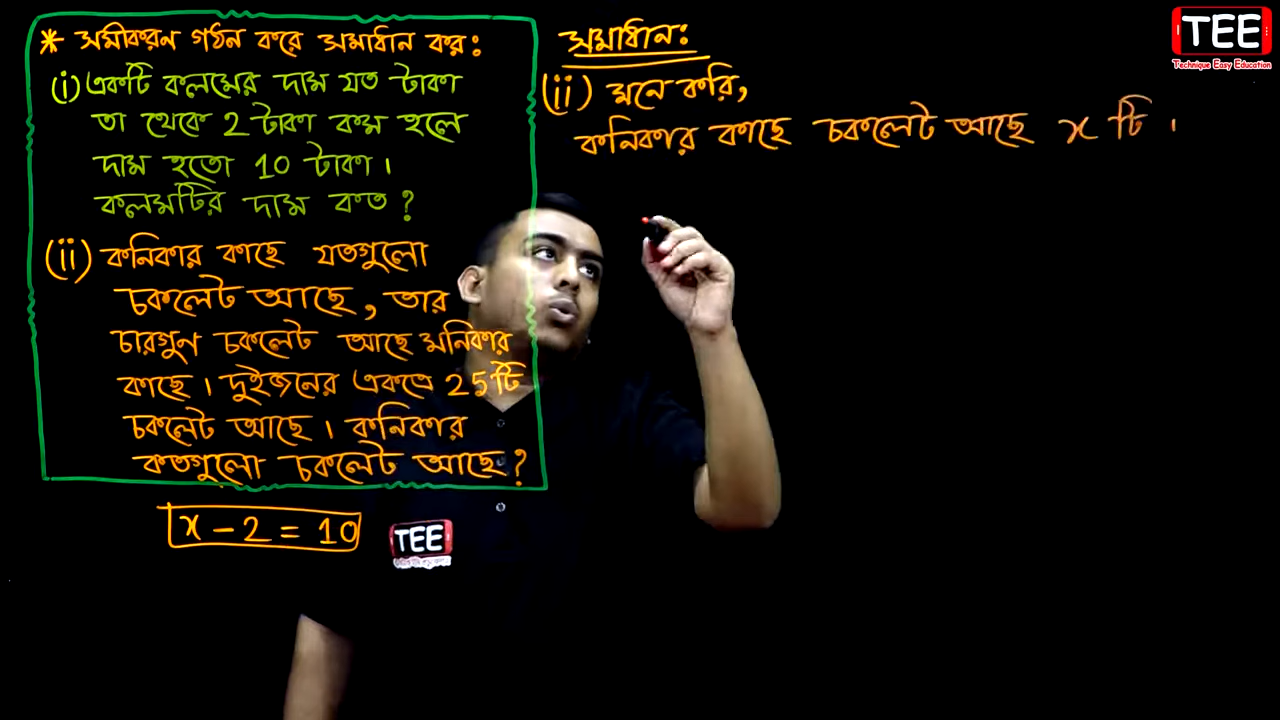 * সমীকরণ গঠন করে সমাধান কর:
(i) একটি কলমের দাম যত টাকা
তা থেকে 2 টাকা কম হলে
দাম হতো 10 টাকা।
কলমটির দাম কত?
(ii) কনিকার কাছে যতগুলো
চকলেট আছে, তার
চারগুণ চকলেট আছে মনিকার
কাছে। দুইজনের একত্রে 25টি
চকলেট আছে। কনিকার
কতগুলো চকলেট আছে?
x - 2 = 10
সমাধান:
(ii) মনে করি,
কনিকার কাছে চকলেট আছে x টি।
TEE
Technique Easy Education
TEE